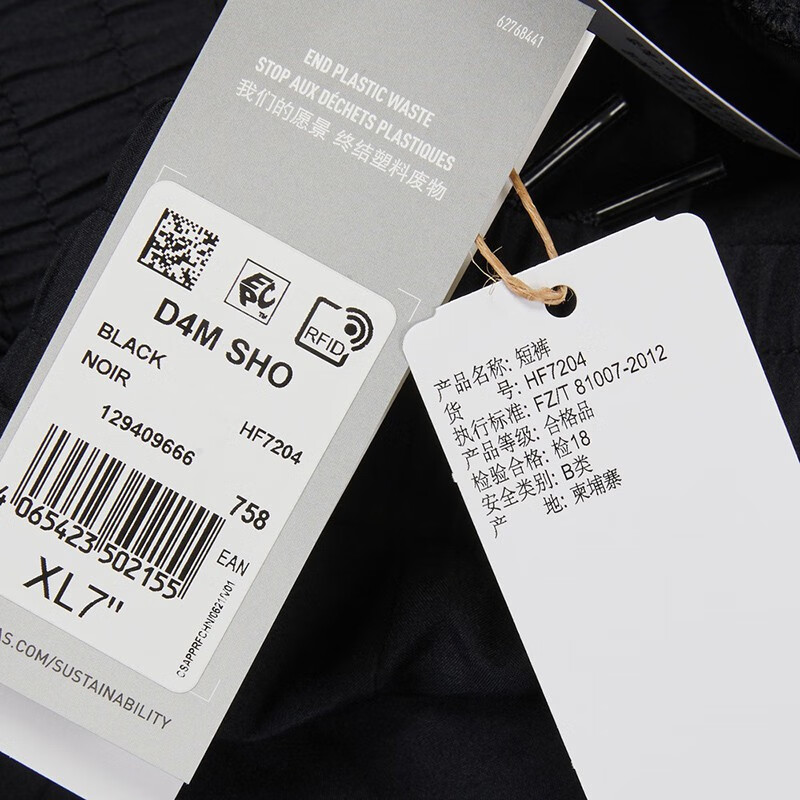 62768441
END PLASTIC WASTE
STOP AUX DÉCHETS PLASTIQUES
我们的愿景 终结塑料废物
EPC™
RFID
D4M SHO
BLACK
NOIR
129409666
HF7204
758
4 065423 502155
EAN
XL7"
CSAPPRFCHN/0621/V01
AS.COM/SUSTAINABILITY
产品名称: 短裤
货 号: HF7204
执行标准: FZ/T 81007-2012
产品等级: 合格品
检验合格: 检18
安全类别: B类
产 地: 柬埔寨